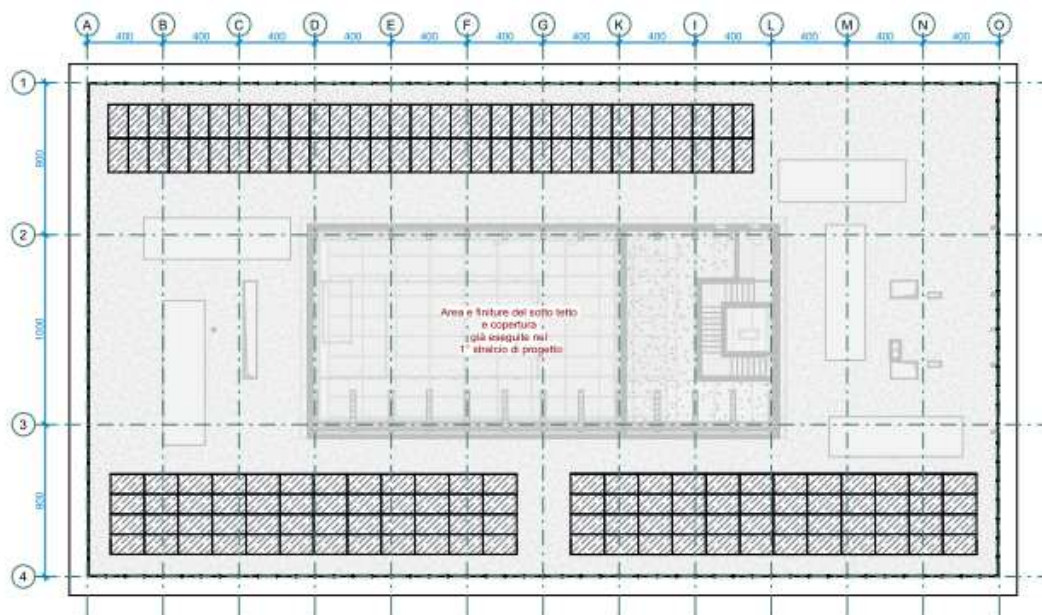 A B C D E F G K I L M N O
400 400 400 400 400 400 400 400 400 400 400 400
1
800
2
Area e finiture del sotto tetto
e copertura
già eseguite nel
1° stralcio di progetto
1000
3
800
4